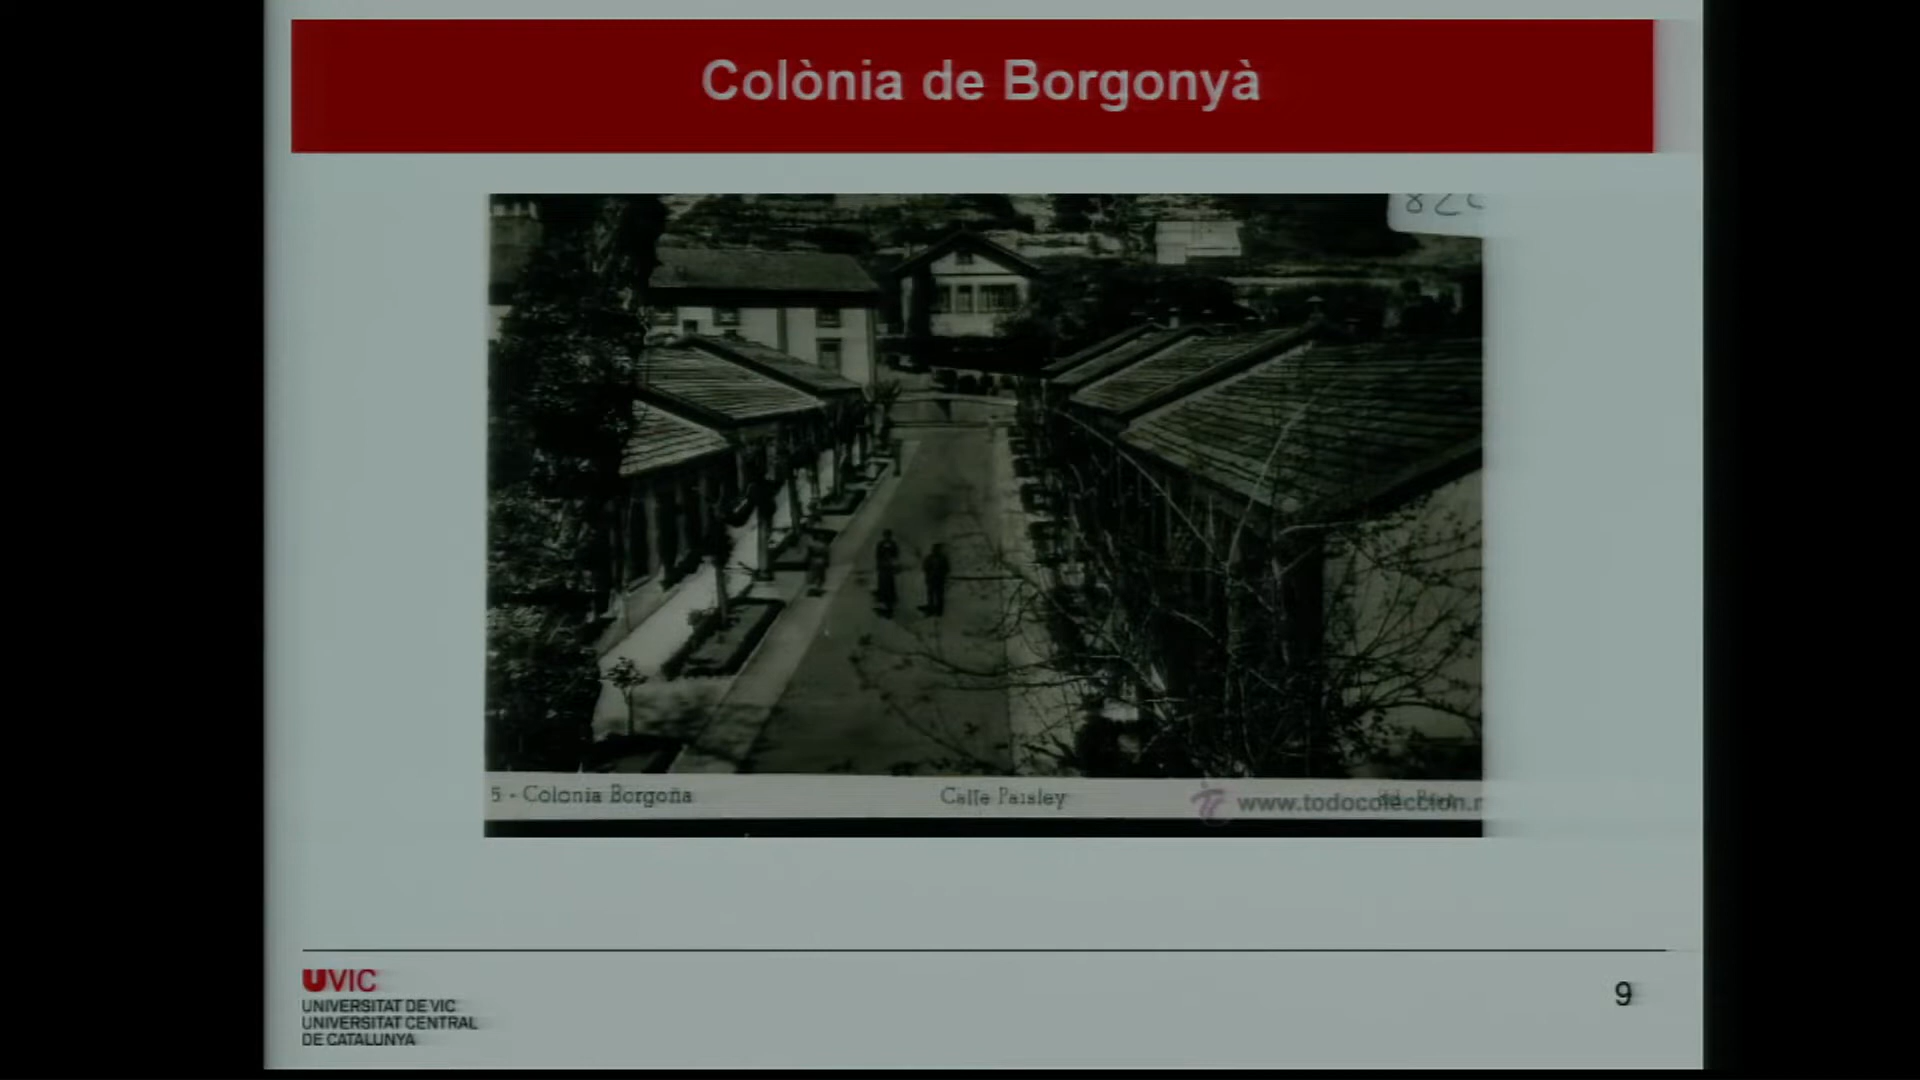 Colònia de Borgonyà
5 - Colonia Borgoña
Calle Paisley
www.todocoleccion.n
UVIC
UNIVERSITAT DE VIC
UNIVERSITAT CENTRAL
DE CATALUNYA
9